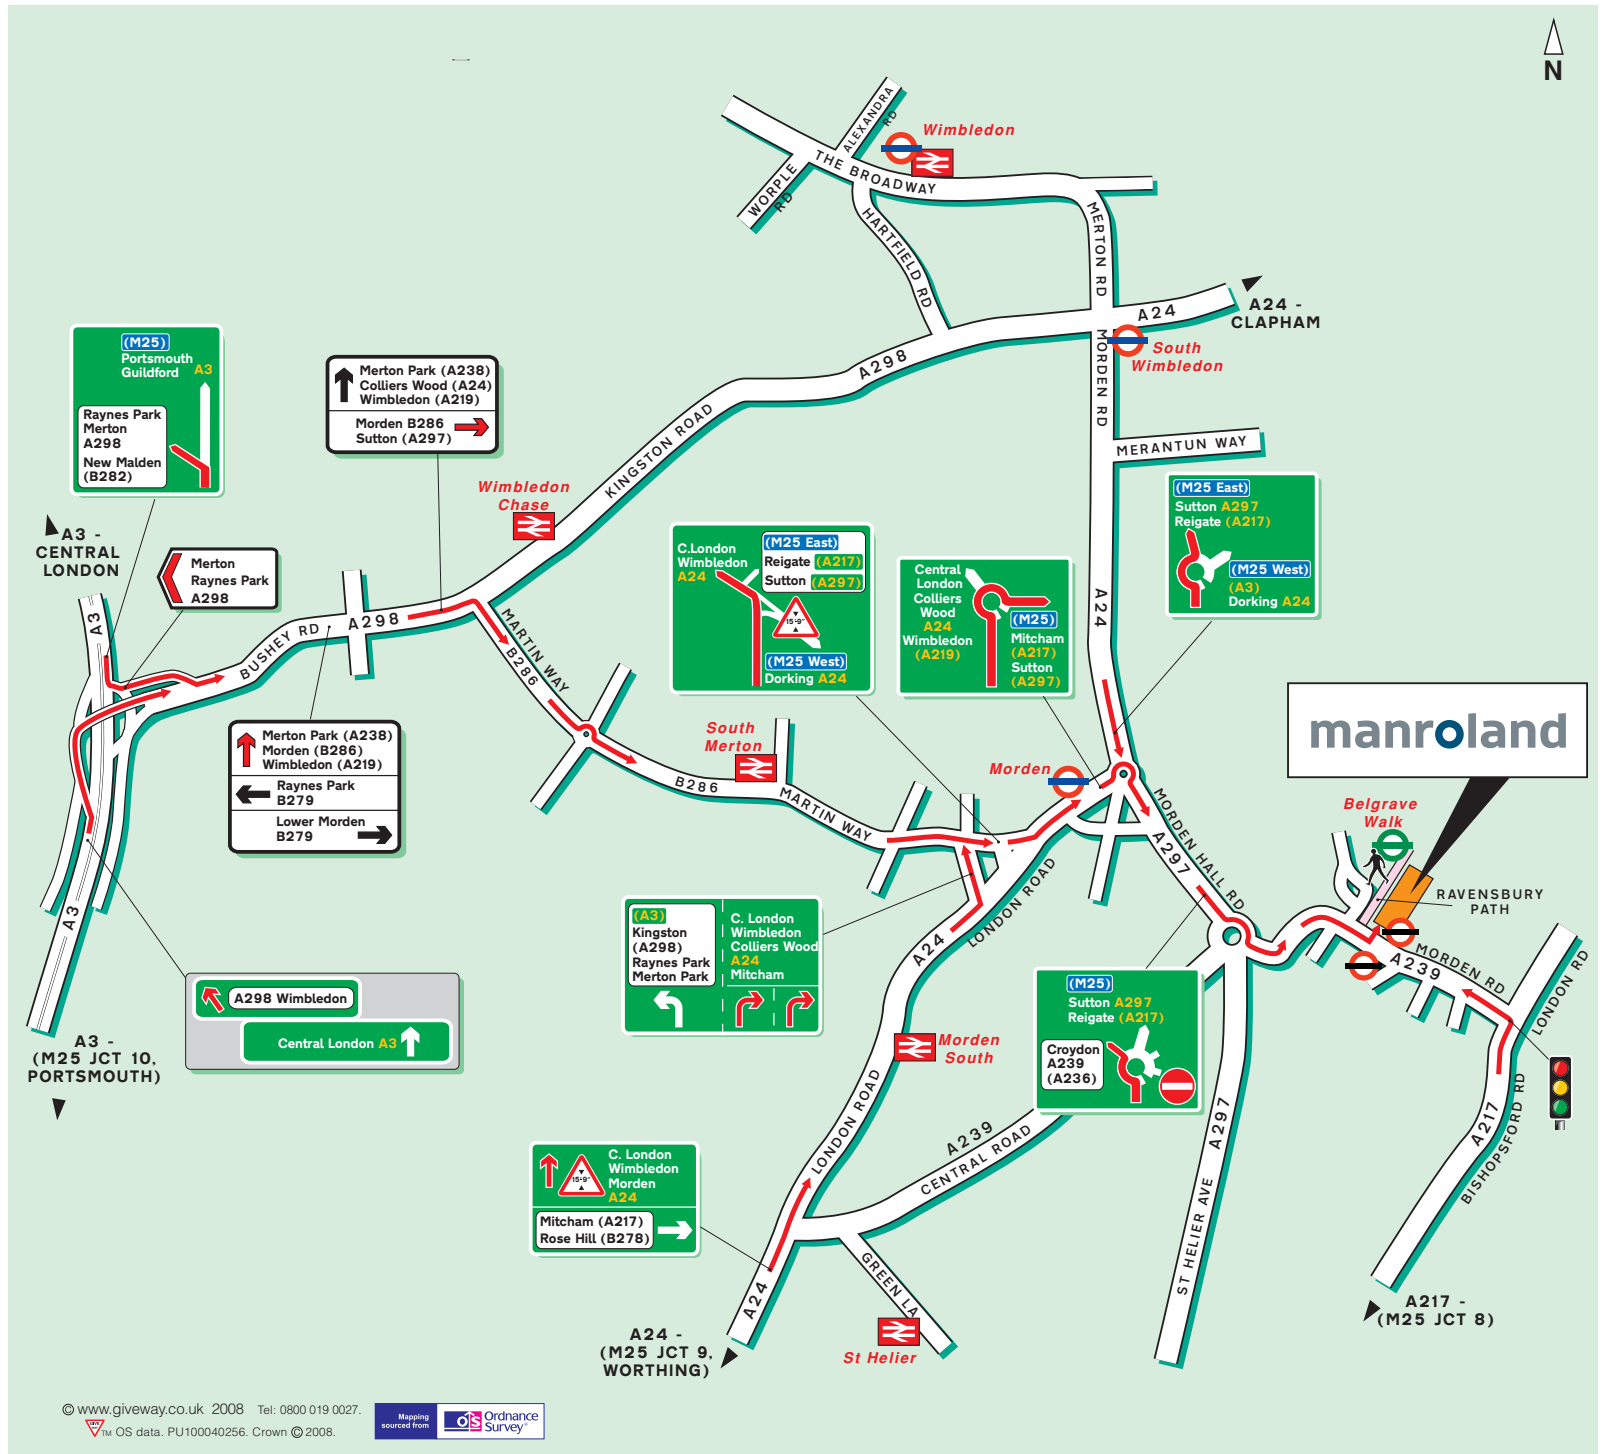 N
ALEXANDRA RD
Wimbledon
THE BROADWAY
WORPLE RD
HARTFIELD RD
MERTON RD
A24
A24 -
CLAPHAM
South
Wimbledon
MORDEN RD
A298
KINGSTON ROAD
MERANTUN WAY
(M25)
Portsmouth
Guildford A3
Raynes Park
Merton
A298
New Malden
(B282)
Merton Park (A238)
Colliers Wood (A24)
Wimbledon (A219)
Morden B286
Sutton (A297)
Wimbledon
Chase
A3 -
CENTRAL
LONDON
Merton
Raynes Park
A298
A3
BUSHEY RD
A298
MARTIN WAY
B286
C.London
Wimbledon
A24
(M25 East)
Reigate (A217)
Sutton (A297)
15'-9"
(M25 West)
Dorking A24
Central
London
Colliers
Wood
A24
Wimbledon
(A219)
(M25)
Mitcham
(A217)
Sutton
(A297)
A24
(M25 East)
Sutton A297
Reigate (A217)
(M25 West)
(A3)
Dorking A24
manroland
Merton Park (A238)
Morden (B286)
Wimbledon (A219)
Raynes Park
B279
Lower Morden
B279
South
Merton
B286
MARTIN WAY
Morden
MORDEN HALL RD
A297
Belgrave
Walk
RAVENSBURY
PATH
LONDON ROAD
A24
A3
(A3)
Kingston
(A298)
Raynes Park
Merton Park
C. London
Wimbledon
Colliers Wood
A24
Mitcham
MORDEN RD
A239
LONDON RD
(M25)
Sutton A297
Reigate (A217)
Croydon
A239
(A236)
A298 Wimbledon
Central London A3
A3 -
(M25 JCT 10,
PORTSMOUTH)
Morden
South
LONDON ROAD
A239
CENTRAL ROAD
A297
ST HELIER AVE
A217
BISHOPSFORD RD
15'-9"
C. London
Wimbledon
Morden
A24
Mitcham (A217)
Rose Hill (B278)
GREEN LA
A24
St Helier
A24 -
(M25 JCT 9,
WORTHING)
A217 -
(M25 JCT 8)
© www.giveway.co.uk 2008 Tel: 0800 019 0027.
GIVE WAY
TM OS data. PU100040256. Crown © 2008.
Mapping
sourced from
OS
Ordnance
Survey®